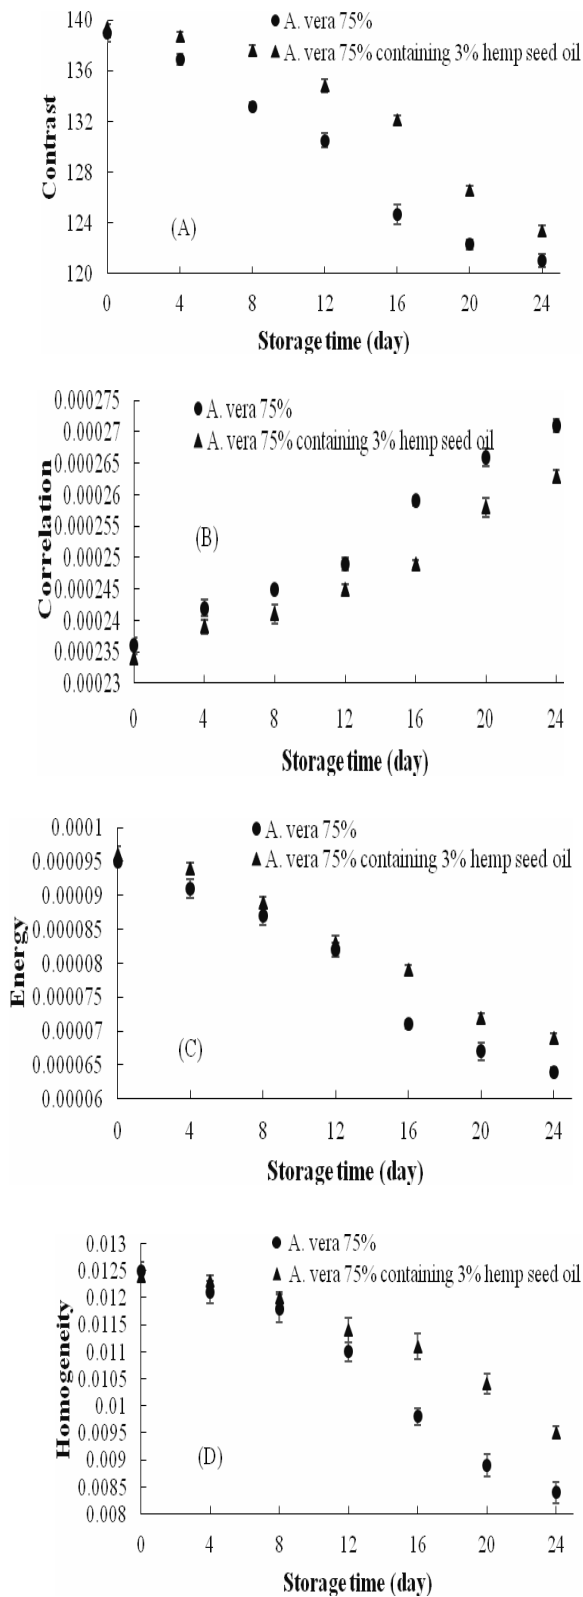 140
A. vera 75%
A. vera 75% containing 3% hemp seed oil
136
132
128
124
120
Contrast
(A)
0 4 8 12 16 20 24
Storage time (day)
0.000275
A. vera 75%
0.00027
A. vera 75% containing 3% hemp seed oil
0.000265
0.00026
0.000255
0.00025
0.000245
0.00024
0.000235
0.00023
Correlation
(B)
0 4 8 12 16 20 24
Storage time (day)
0.0001
A. vera 75%
0.000095
A. vera 75% containing 3% hemp seed oil
0.00009
0.000085
0.00008
0.000075
0.00007
0.000065
0.00006
Energy
(C)
0 4 8 12 16 20 24
Storage time (day)
0.013
A. vera 75%
0.0125
A. vera 75% containing 3% hemp seed oil
0.012
0.0115
0.011
0.0105
0.01
0.0095
0.009
0.0085
0.008
Homogeneity
(D)
0 4 8 12 16 20 24
Storage time (day)